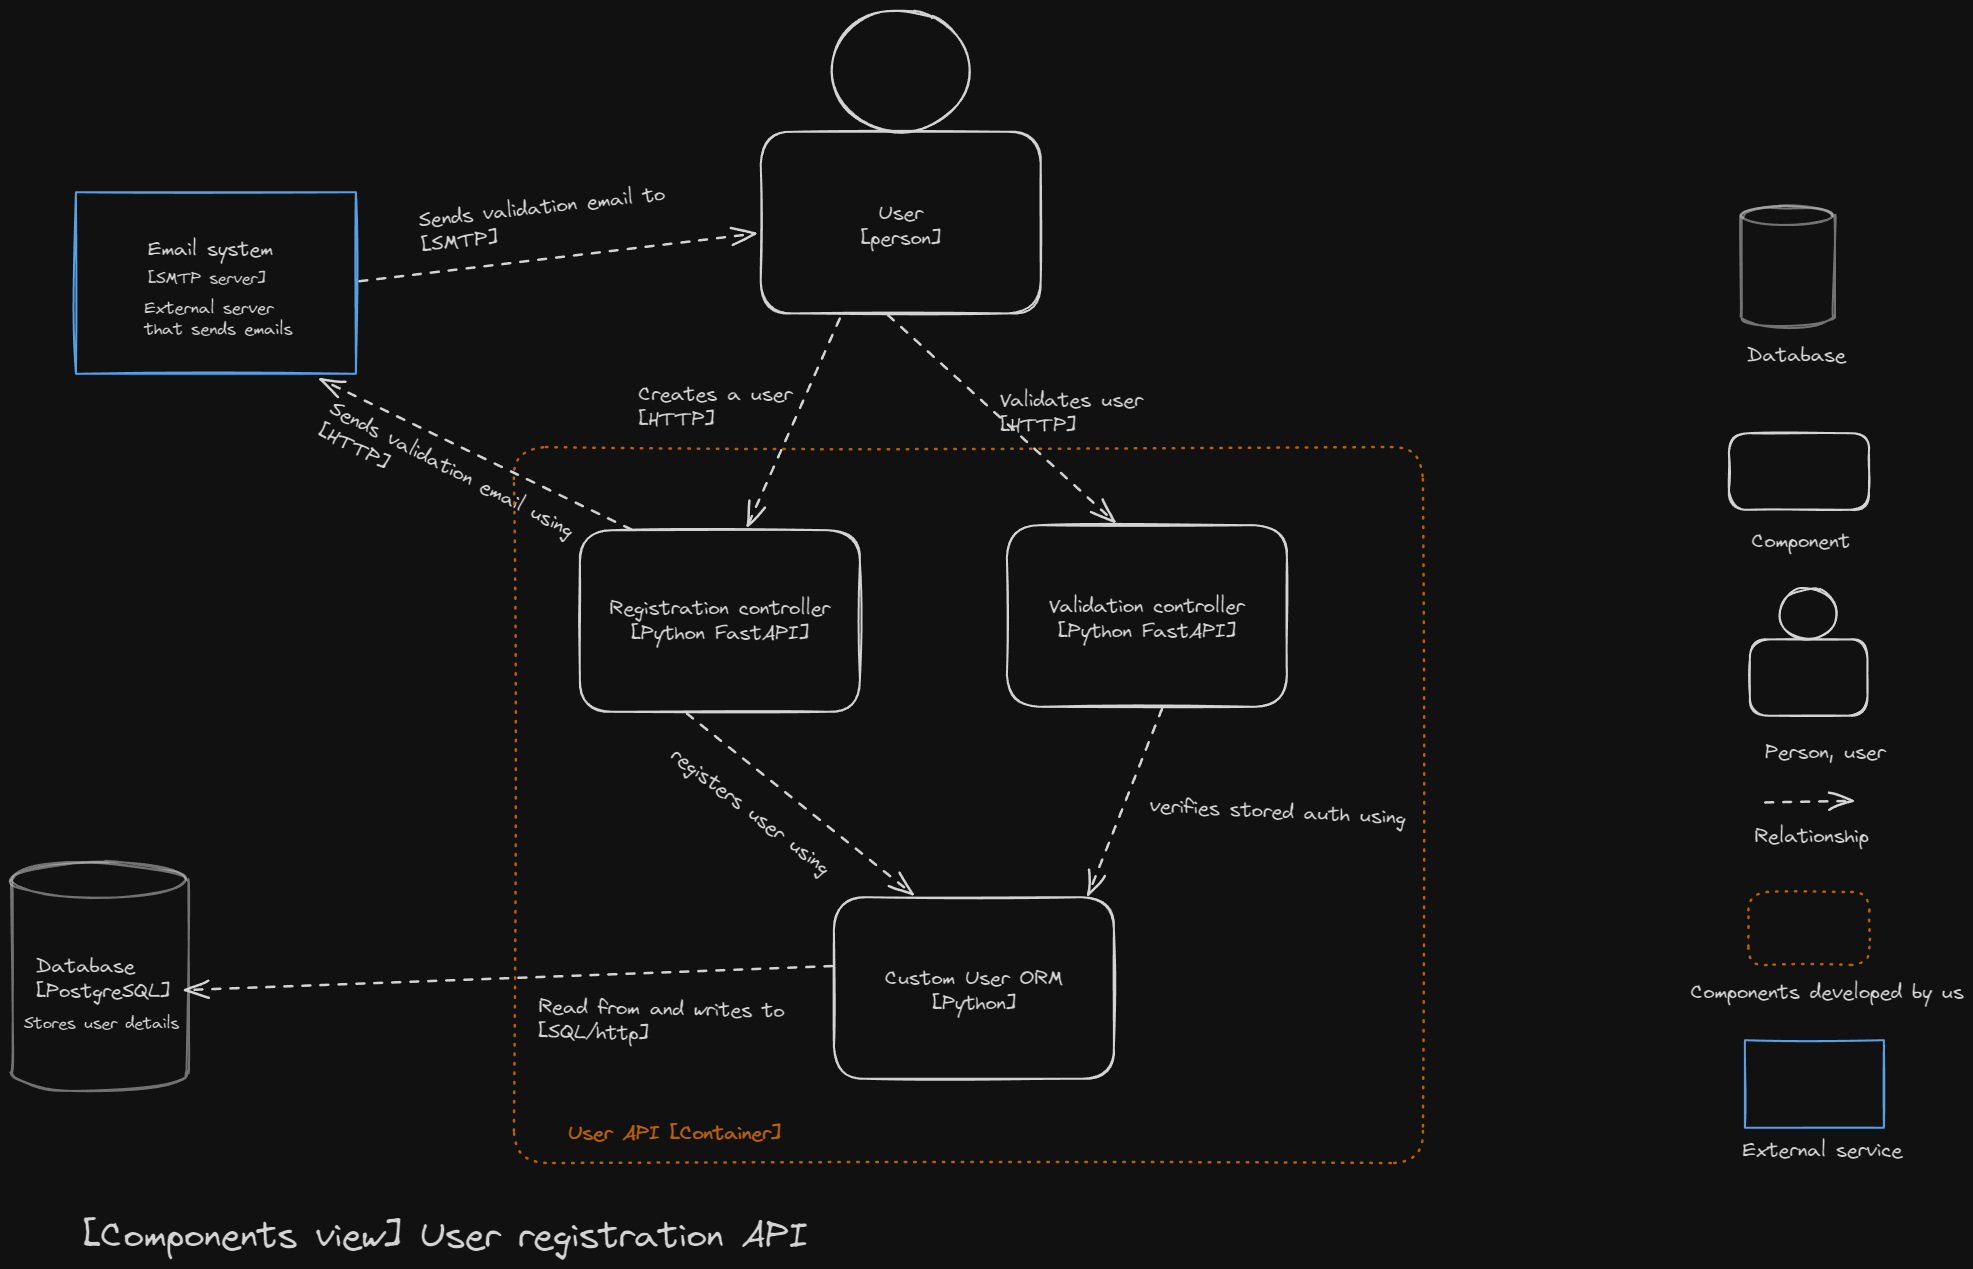 User
[person]
Sends validation email to
[SMTP]
Email system
[SMTP server]
External server
that sends emails
Creates a user
[HTTP]
Validates user
[HTTP]
Sends validation email using
[HTTP]
Registration controller
[Python FastAPI]
Validation controller
[Python FastAPI]
registers user using
verifies stored auth using
Custom User ORM
[Python]
Database
[PostgreSQL]
Stores user details
Read from and writes to
[SQL/http]
User API [Container]
[Components view] User registration API
Database
Component
Person, user
Relationship
Components developed by us
External service